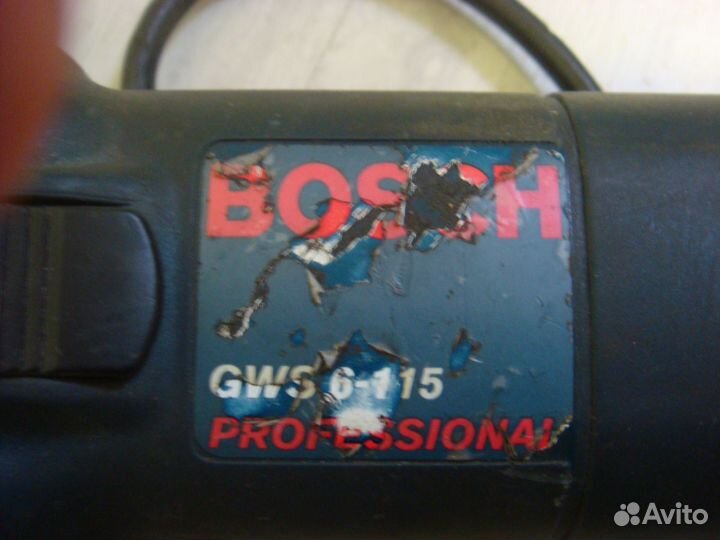 BOSCH
GWS 6-115
PROFESSIONAL
Avito